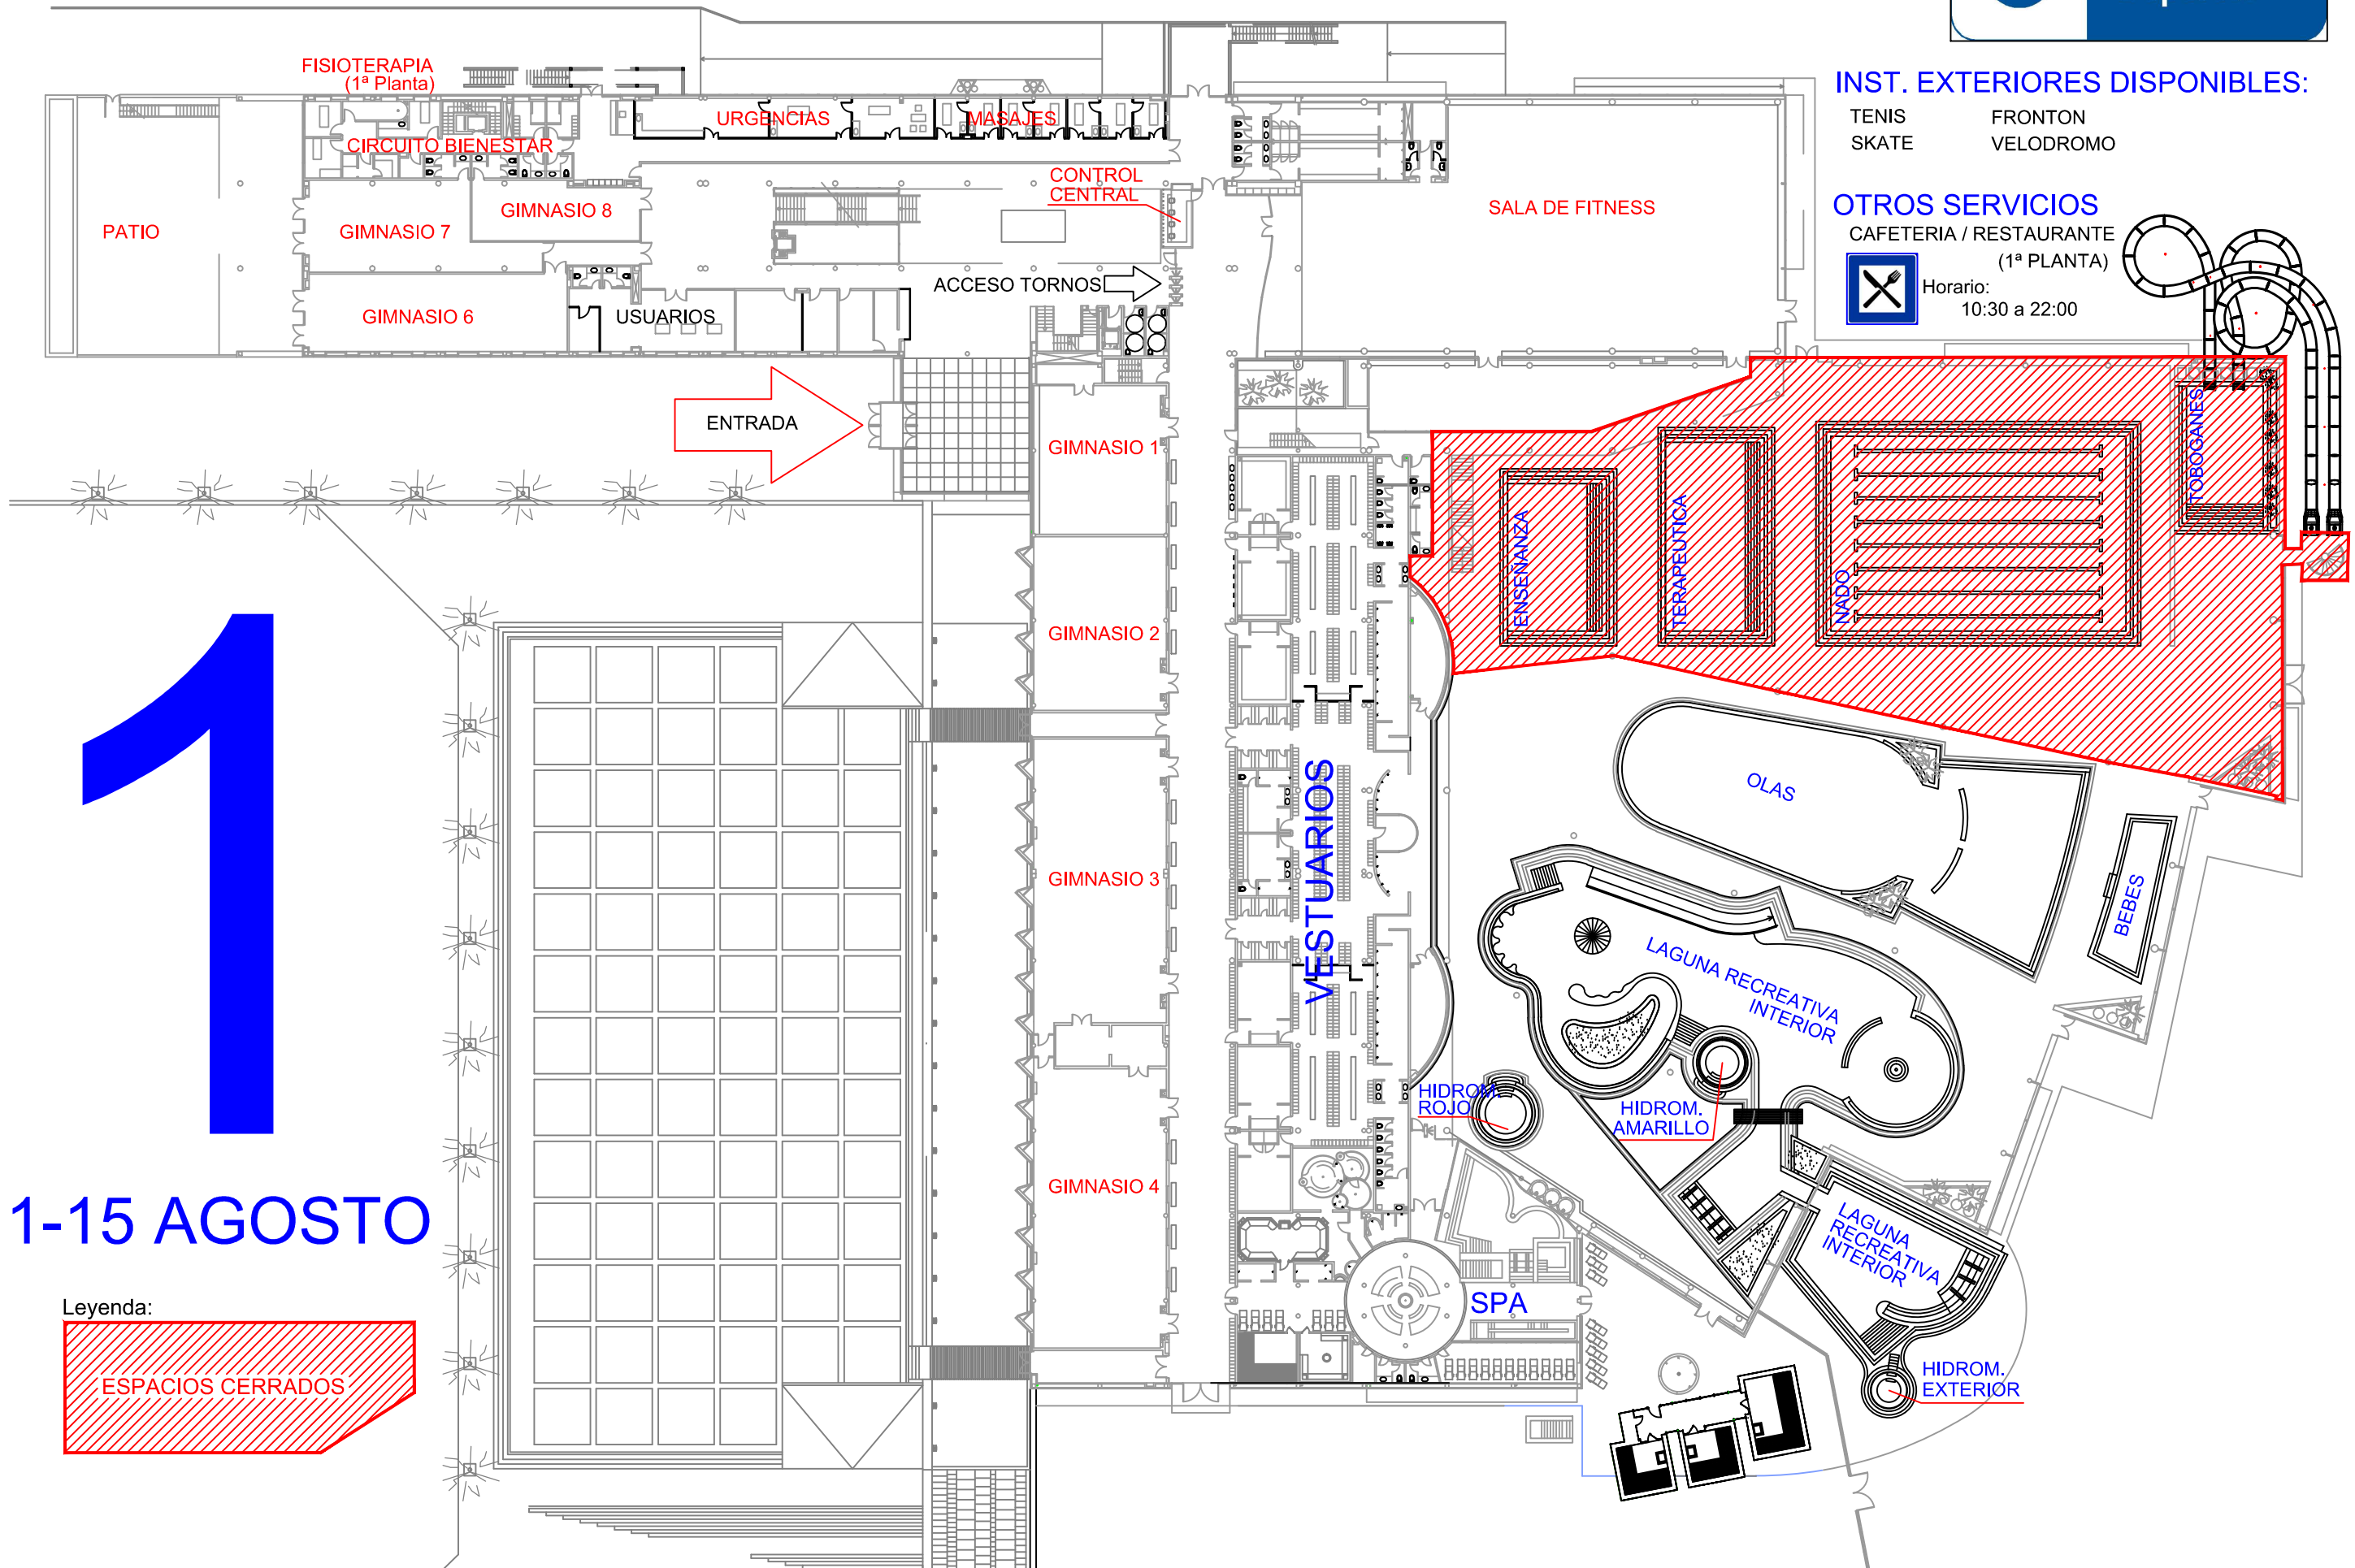 INST. EXTERIORES DISPONIBLES:
TENIS
FRONTON
SKATE
VELODROMO
OTROS SERVICIOS
CAFETERIA / RESTAURANTE
(1ª PLANTA)
Horario:
10:30 a 22:00
FISIOTERAPIA
(1ª Planta)
URGENCIAS
MASAJES
CIRCUITO BIENESTAR
CONTROL
CENTRAL
PATIO
GIMNASIO 7
GIMNASIO 8
SALA DE FITNESS
GIMNASIO 6
USUARIOS
ACCESO TORNOS
ENTRADA
GIMNASIO 1
GIMNASIO 2
GIMNASIO 3
GIMNASIO 4
VESTUARIOS
ENSEÑANZA
TERAPEUTICA
NADO
TOBOGANES
OLAS
BEBES
LAGUNA RECREATIVA
INTERIOR
HIDROM.
ROJO
HIDROM.
AMARILLO
LAGUNA
RECREATIVA
INTERIOR
SPA
HIDROM.
EXTERIOR
1
1-15 AGOSTO
Leyenda:
ESPACIOS CERRADOS